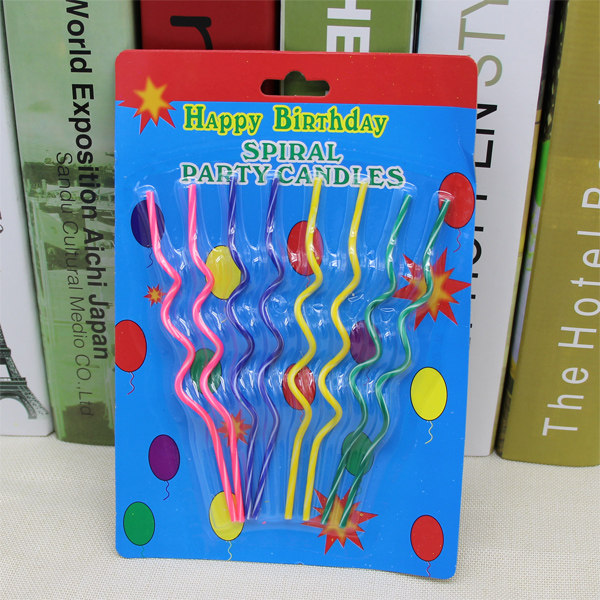 Happy Birthday
SPIRAL
PARTY CANDLES
World Exposition Aichi Japan
Sandu Cultural Medio CO., Ltd
The Hotel